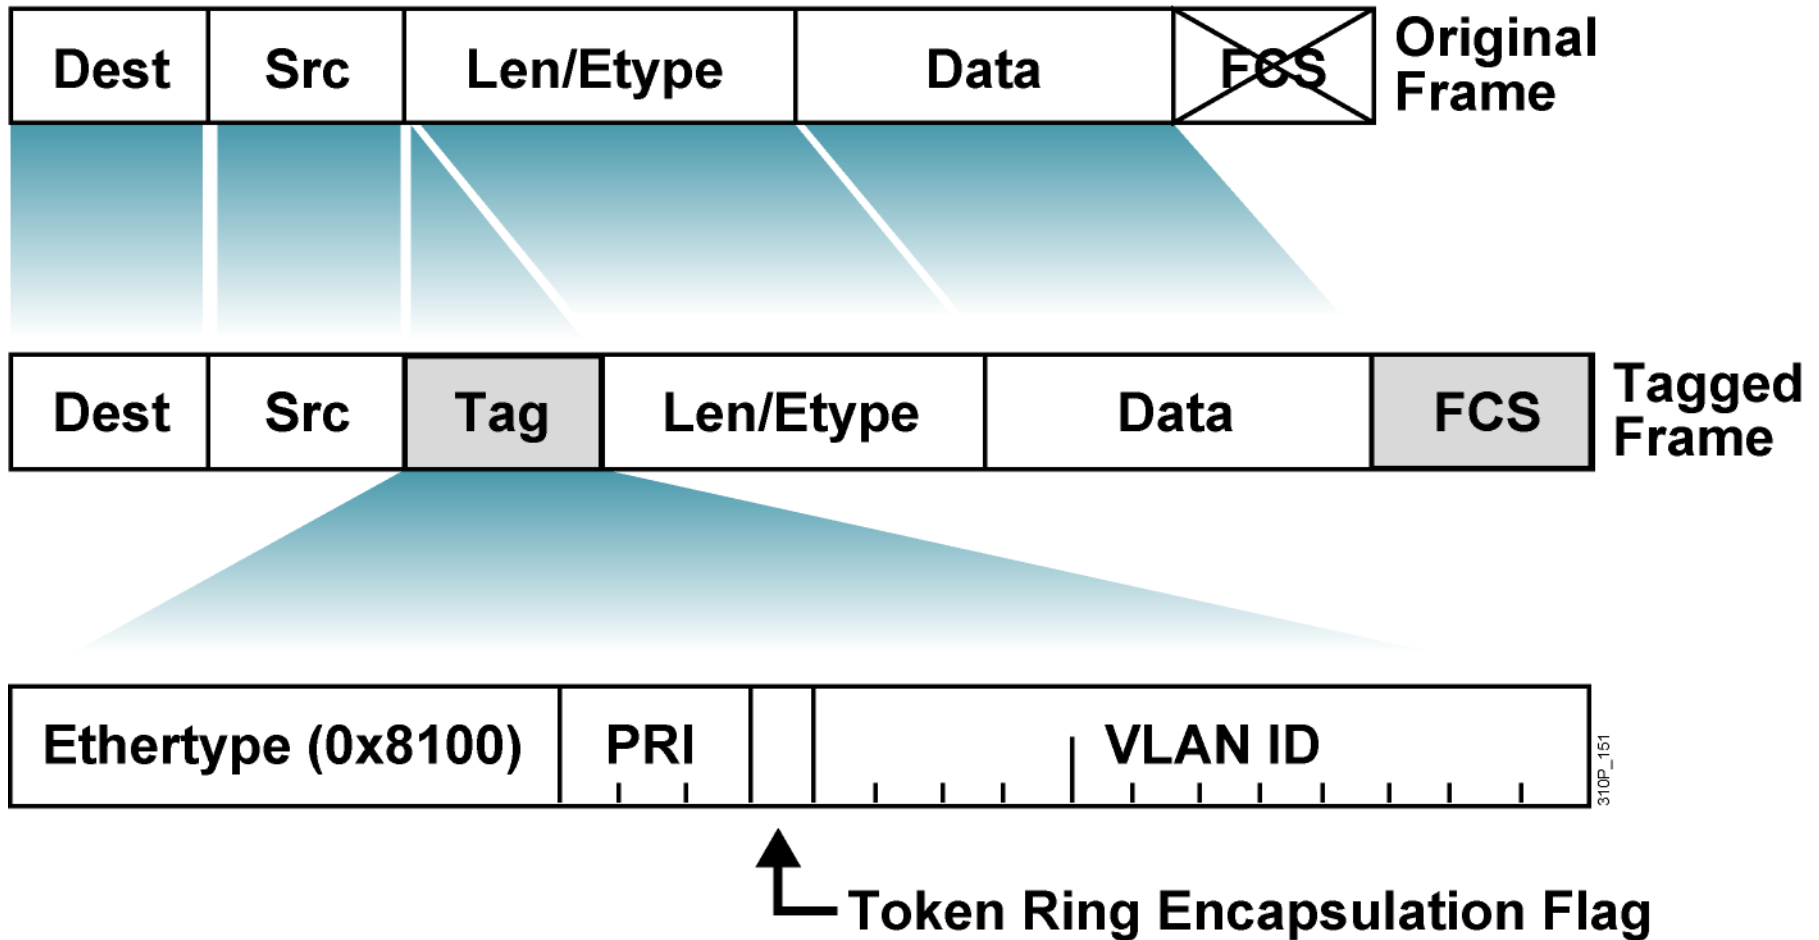 Dest Src Len/Etype Data FCS Original
Frame
Dest Src Tag Len/Etype Data FCS Tagged
Frame
Ethertype (0x8100) PRI VLAN ID
310P_151
Token Ring Encapsulation Flag